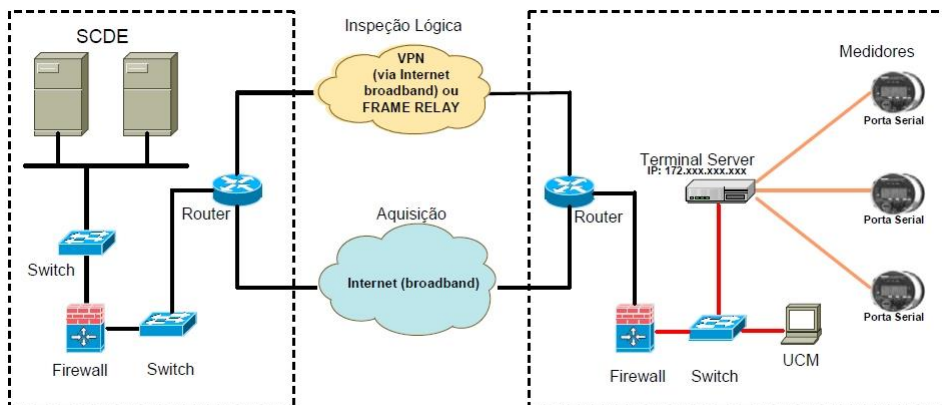 SCDE
Switch
Firewall
Switch
Router
Inspeção Lógica
VPN
(via Internet
broadband) ou
FRAME RELAY
Aquisição
Internet (broadband)
Router
Firewall
Switch
UCM
Terminal Server
IP: 172.xxx.xxx.xxx
Medidores
Porta Serial
Porta Serial
Porta Serial